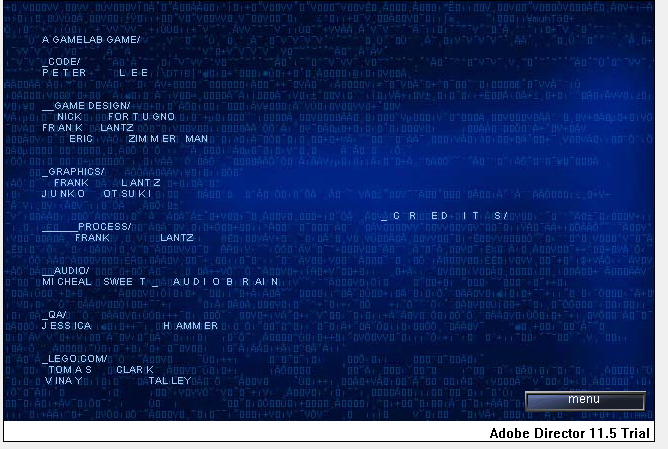 A GAMELAB GAME/
_CODE/
PETER LEE
__GAME DESIGN/
NICK FORTUGNO
FRANK LANTZ
ERIC ZIMMERMAN
_GRAPHICS/
FRANK LANTZ
JUNKO OTSUKI
_CREDITS/
______PROCESS/
FRANK LANTZ
__AUDIO/
MICHEAL SWEET_ AUDIOBRAIN
_QA/
JESSICA HAMMER
_LEGO.COM/
TOMAS CLARK
VINAY TALLEY
menu
Adobe Director 11.5 Trial